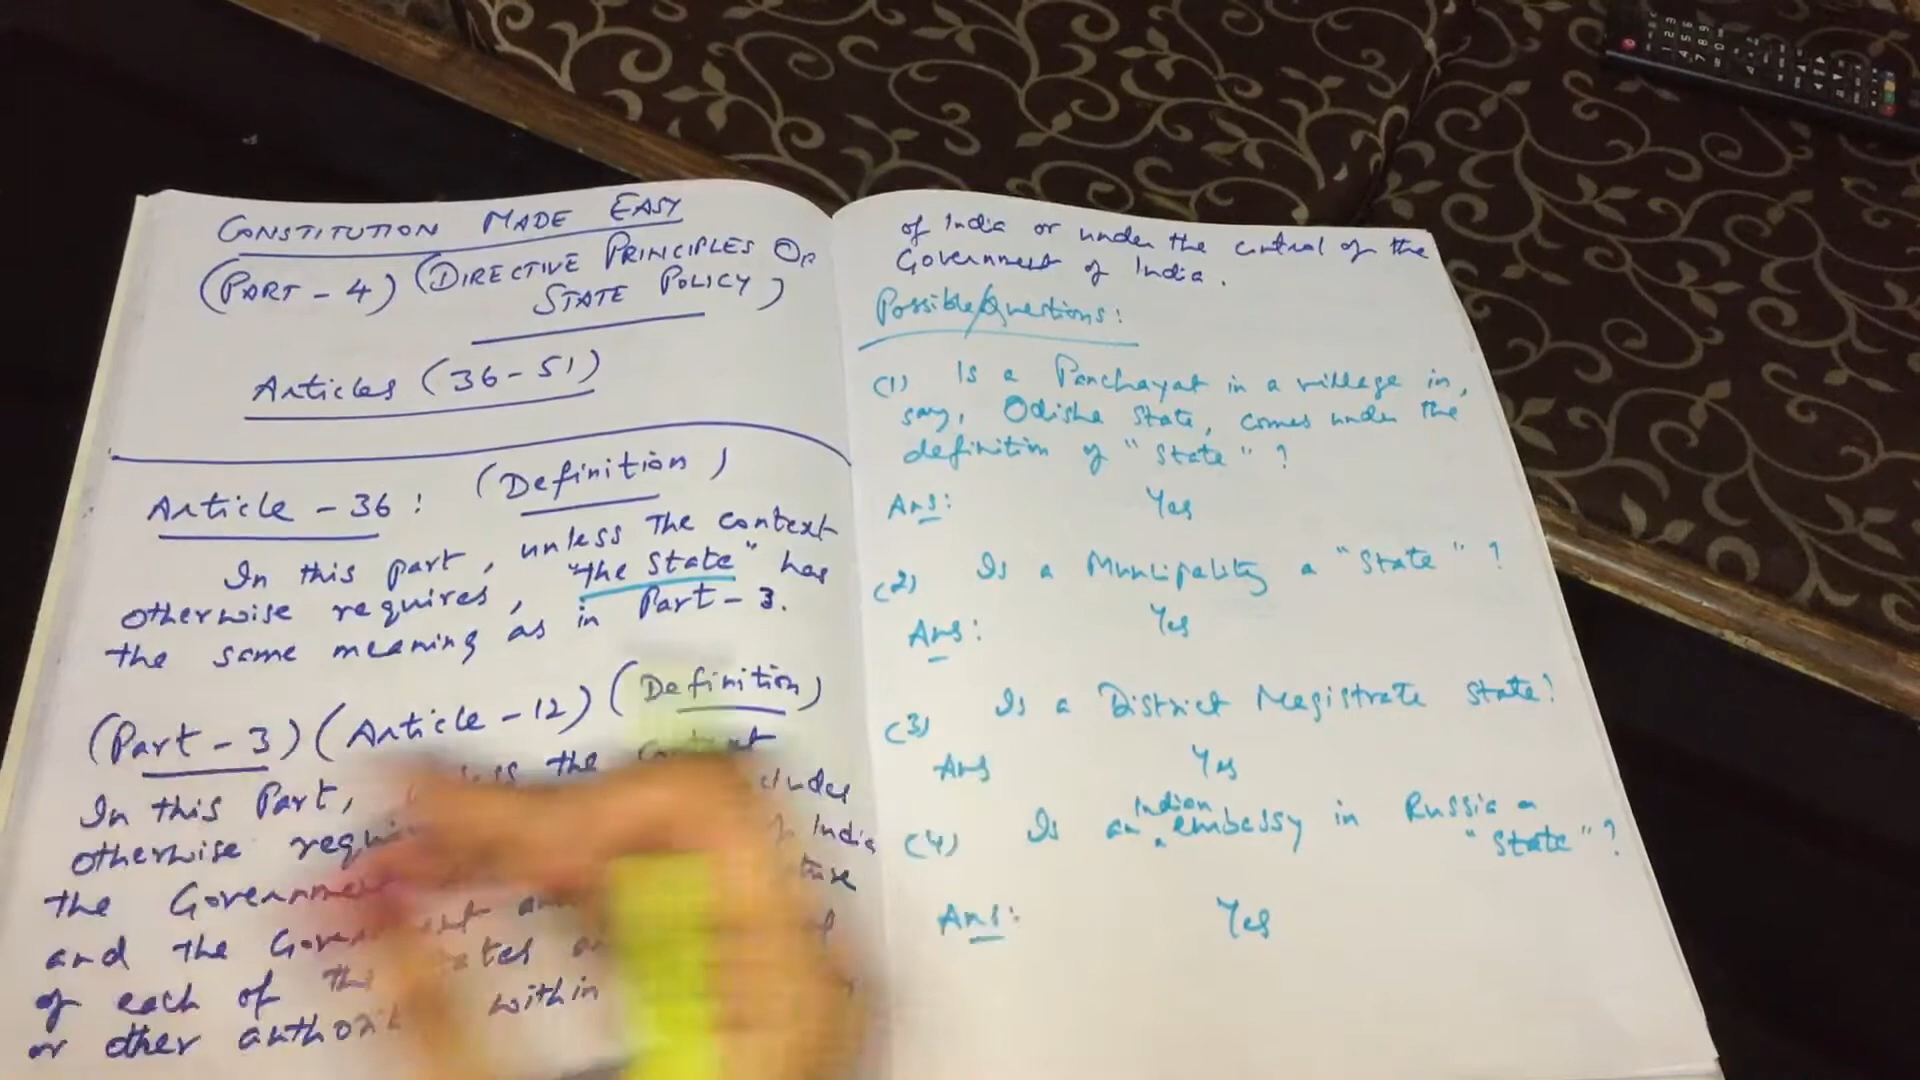 CONSTITUTION MADE EASY
(PART - 4) (DIRECTIVE PRINCIPLES OF
STATE POLICY)
Articles (36-51)
Article - 36: (Definition)
In this part, unless the context
otherwise requires, "the State" has
the same meaning as in Part-3.
(Part - 3) (Article - 12) (Definition)
In this Part, the
otherwise India
the
and the
of each of
or other within
of India or under the control of the
Government of India.
Possible/Questions:
(1) Is a Panchayat in a village in,
say, Odisha State, comes under the
definition of "State"?
Ans: Yes
(2) Is a Municipality a "State"?
Ans: Yes
(3) Is a District Magistrate State?
Ans Yes
(4) Is an Indian embassy in Russia a
"State"?
Ans: Yes